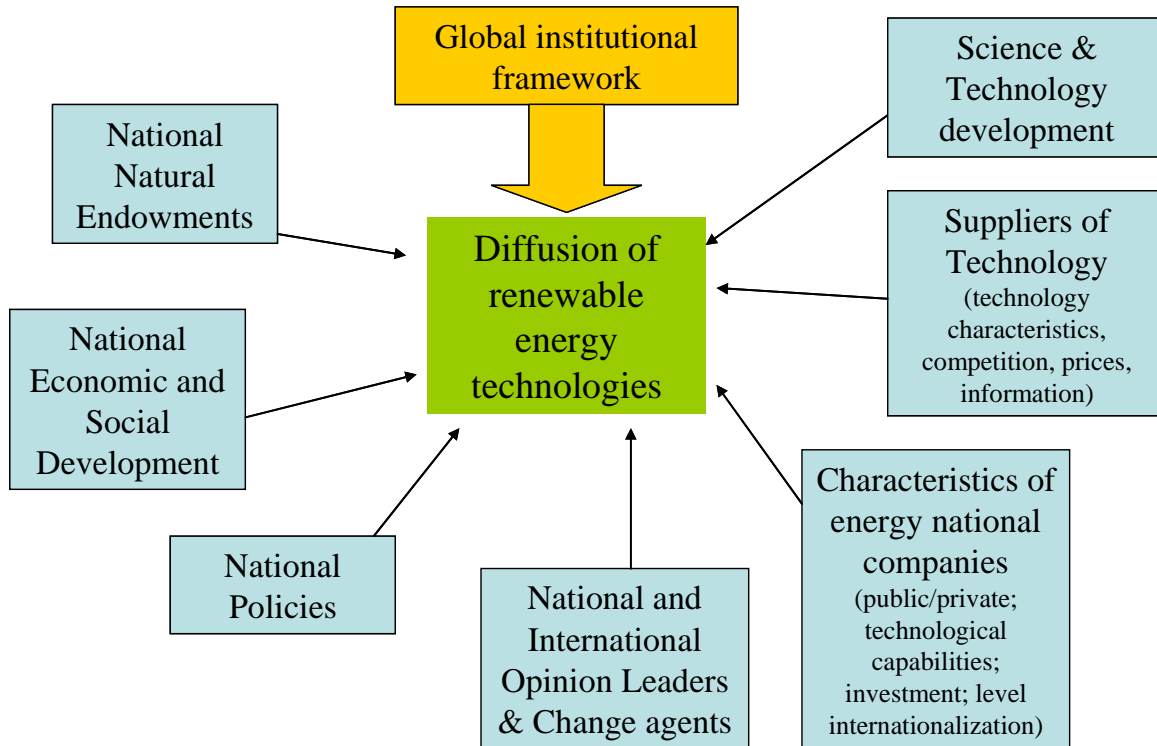 Global institutional
framework
Science &
Technology
development
National
Natural
Endowments
Suppliers of
Technology
(technology
characteristics,
competition, prices,
information)
Diffusion of
renewable
energy
technologies
National
Economic and
Social
Development
Characteristics of
energy national
companies
(public/private;
technological
capabilities;
investment; level
internationalization)
National
Policies
National and
International
Opinion Leaders
& Change agents